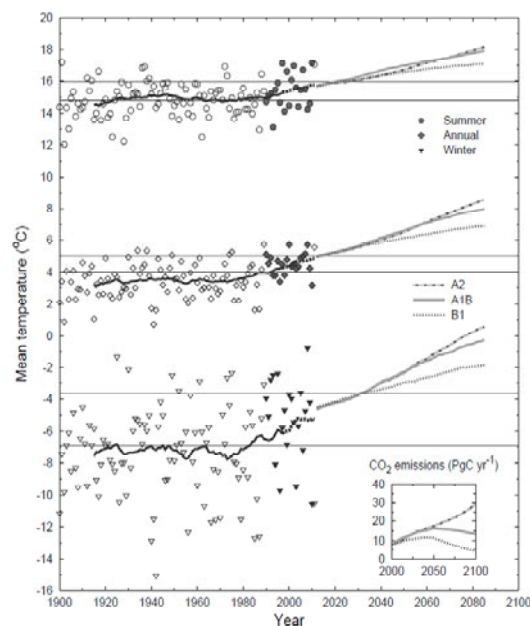 20
18
16
14
12
10
8
6
4
2
0
-2
-4
-6
-8
-10
-12
-14
-16
Mean temperature (ºC)
Summer
Annual
Winter
A2
A1B
B1
CO2 emissions (PgC yr-1)
40
30
20
10
0
2000 2050 2100
1900 1920 1940 1960 1980 2000 2020 2040 2060 2080 2100
Year